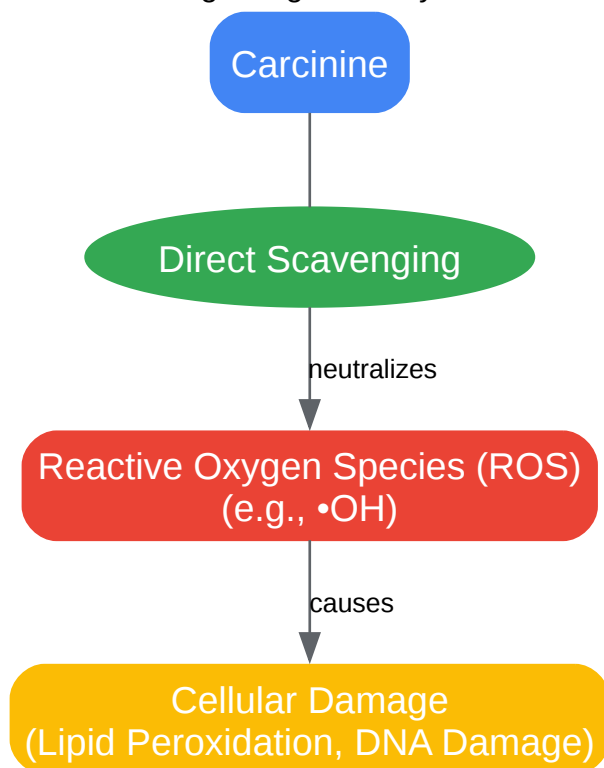 Carcinine
Direct Scavenging
neutralizes
Reactive Oxygen Species (ROS)
(e.g., •OH)
causes
Cellular Damage
(Lipid Peroxidation, DNA Damage)